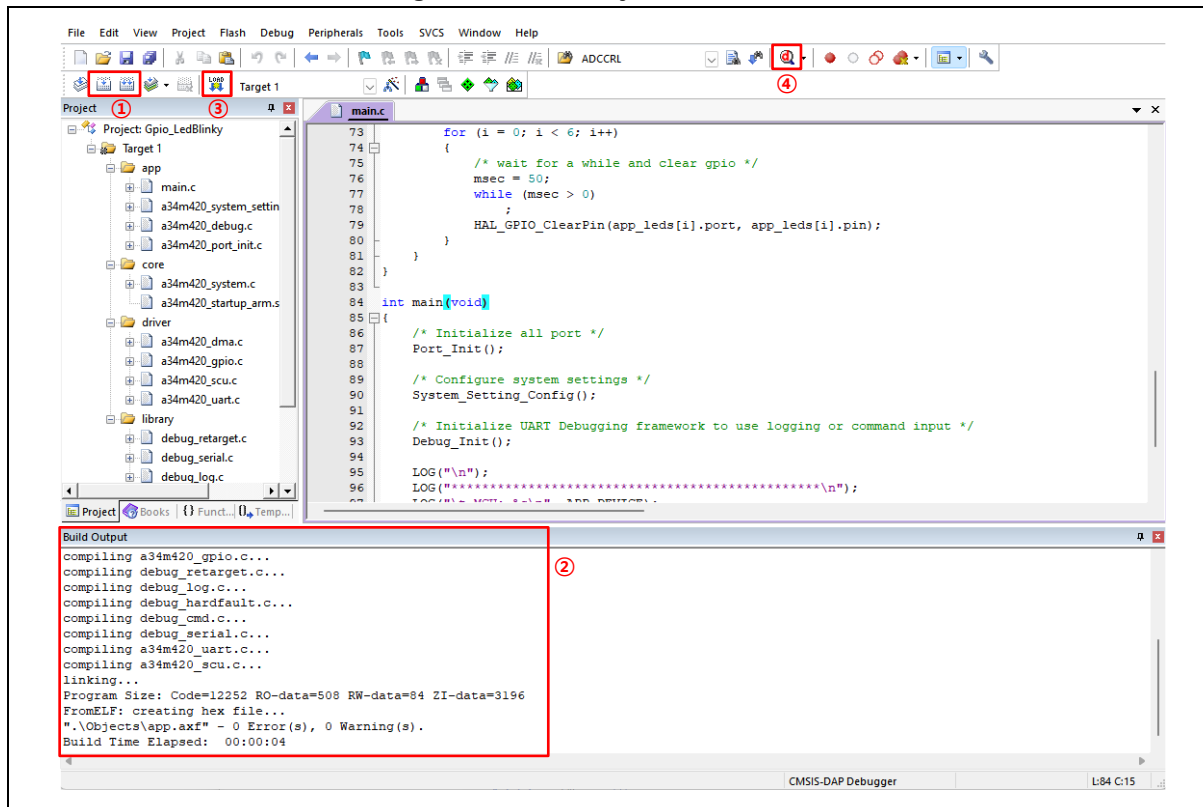 File Edit View Project Flash Debug Peripherals Tools SVCS Window Help
ADCCRL
④
LOAD
Target 1
① ③
Project
main.c
Project: Gpio_LedBlinky
Target 1
app
main.c
a34m420_system_settin
a34m420_debug.c
a34m420_port_init.c
core
a34m420_system.c
a34m420_startup_arm.s
driver
a34m420_dma.c
a34m420_gpio.c
a34m420_scu.c
a34m420_uart.c
library
debug_retarget.c
debug_serial.c
debug_log.c
Project Books {} Funct... Temp...
73 for (i = 0; i < 6; i++)
74 {
75 /* wait for a while and clear gpio */
76 msec = 50;
77 while (msec > 0)
78 ;
79 HAL_GPIO_ClearPin(app_leds[i].port, app_leds[i].pin);
80 }
81 }
82 }
83
84 int main(void)
85 {
86 /* Initialize all port */
87 Port_Init();
88
89 /* Configure system settings */
90 System_Setting_Config();
91
92 /* Initialize UART Debugging framework to use logging or command input */
93 Debug_Init();
94
95 LOG("\n");
96 LOG("**************************************************\n");
Build Output
②
compiling a34m420_gpio.c...
compiling debug_retarget.c...
compiling debug_log.c...
compiling debug_hardfault.c...
compiling debug_cmd.c...
compiling debug_serial.c...
compiling a34m420_uart.c...
compiling a34m420_scu.c...
linking...
Program Size: Code=12252 RO-data=508 RW-data=84 ZI-data=3196
FromELF: creating hex file...
".\Objects\app.axf" - 0 Error(s), 0 Warning(s).
Build Time Elapsed: 00:00:04
CMSIS-DAP Debugger
L:84 C:15